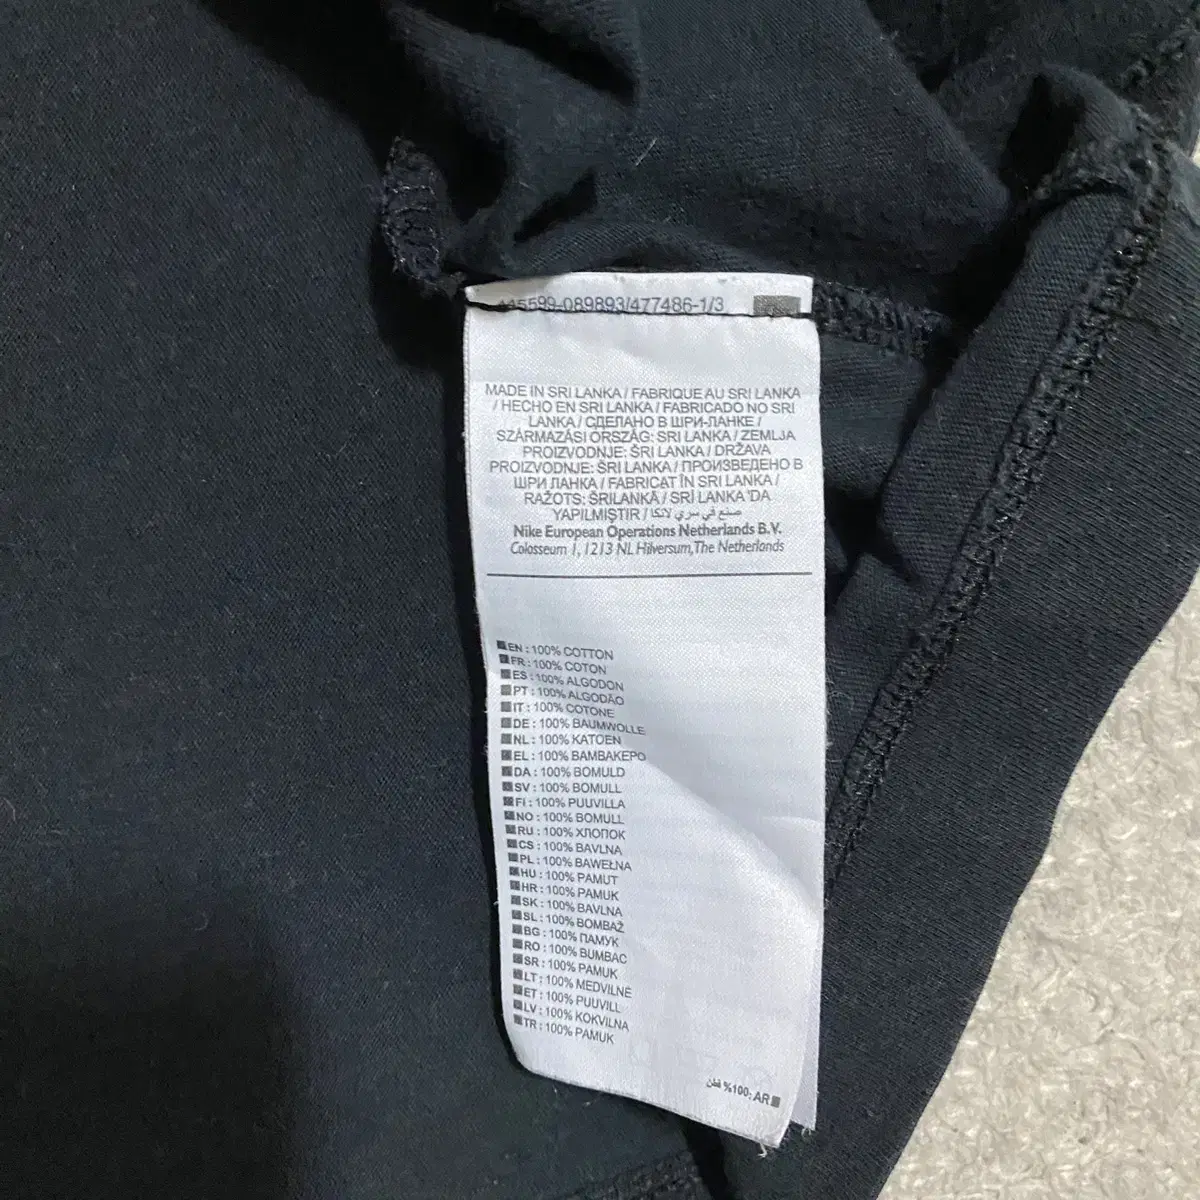 445599-089893/477486-1/3
MADE IN SRI LANKA / FABRIQUE AU SRI LANKA
/ HECHO EN SRI LANKA / FABRICADO NO SRI
LANKA / СДЕЛАНО В ШРИ-ЛАНКЕ /
SZÁRMAZÁSI ORSZÁG: SRI LANKA / ZEMLJA
PROIZVODNJE: ŠRI LANKA / DRŽAVA
PROIZVODNJE: ŠRI LANKA / ПРОИЗВЕДЕНО В
ШРИ ЛАНКА / FABRICAT ÎN SRI LANKA /
RAŽOTS: ŠRILANKĀ / SRİ LANKA 'DA
YAPILMIŞTIR / صنع في سري لانكا
Nike European Operations Netherlands B.V.
Colosseum 1, 1213 NL Hilversum, The Netherlands
EN : 100% COTTON
FR : 100% COTON
ES : 100% ALGODON
PT : 100% ALGODÃO
IT : 100% COTONE
DE : 100% BAUMWOLLE
NL : 100% KATOEN
EL : 100% ΒΑΜΒΑΚΕΡΟ
DA : 100% BOMULD
SV : 100% BOMULL
FI : 100% PUUVILLA
NO : 100% BOMULL
RU : 100% ХЛОПОК
CS : 100% BAVLNA
PL : 100% BAWEŁNA
HU : 100% PAMUT
HR : 100% PAMUK
SK : 100% BAVLNA
SL : 100% BOMBAŽ
BG : 100% ПАМУК
RO : 100% BUMBAC
SR : 100% PAMUK
LT : 100% MEDVILNĖ
ET : 100% PUUVILL
LV : 100% KOKVILNA
TR : 100% PAMUK
AR :100% قطن